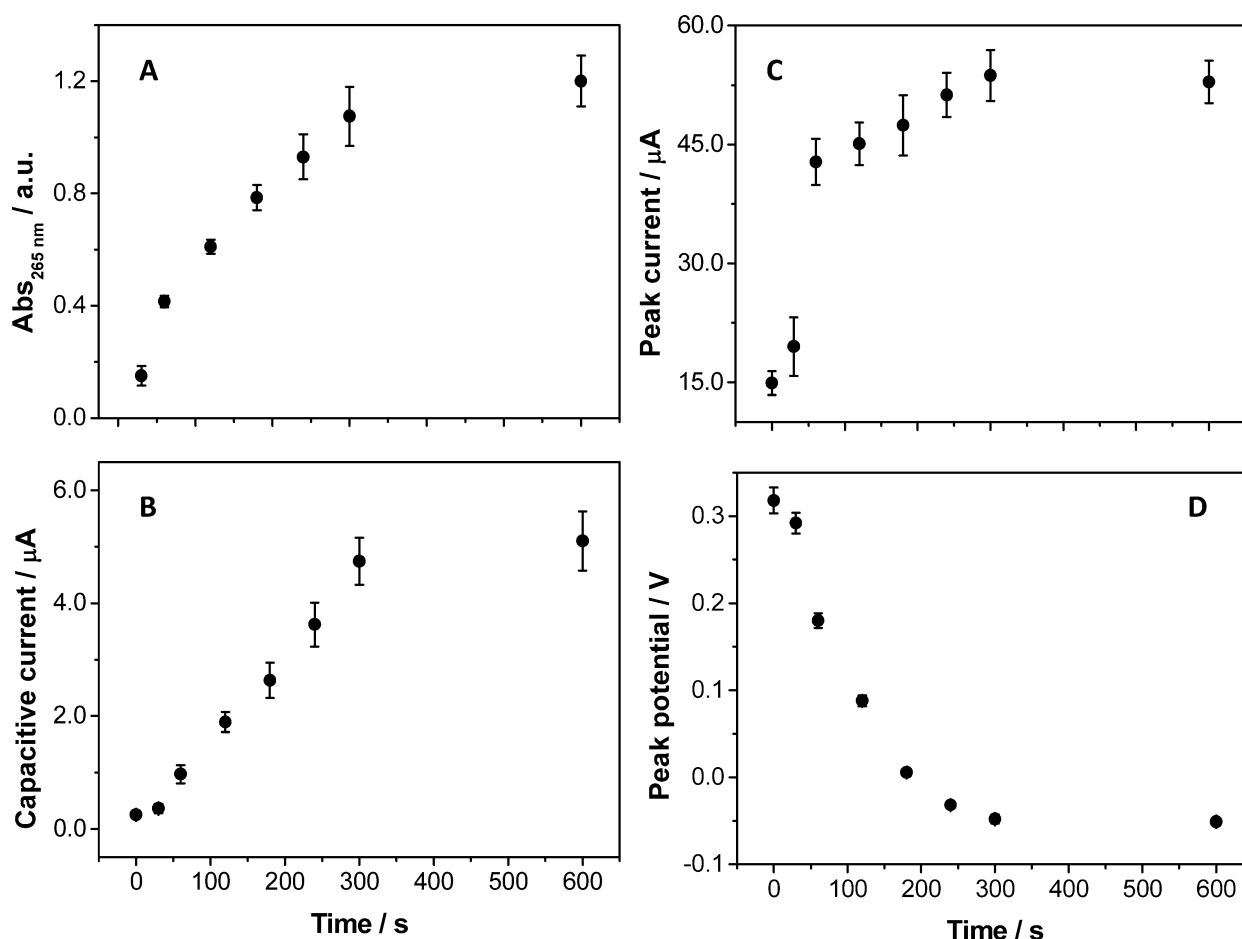 A
1.2
0.8
0.4
0.0
Abs265 nm / a.u.
C
60.0
45.0
30.0
15.0
Peak current / μA
B
6.0
4.0
2.0
0.0
Capacitive current / μA
0 100 200 300 400 500 600
Time / s
D
0.3
0.2
0.1
0.0
-0.1
Peak potential / V
0 100 200 300 400 500 600
Time / s